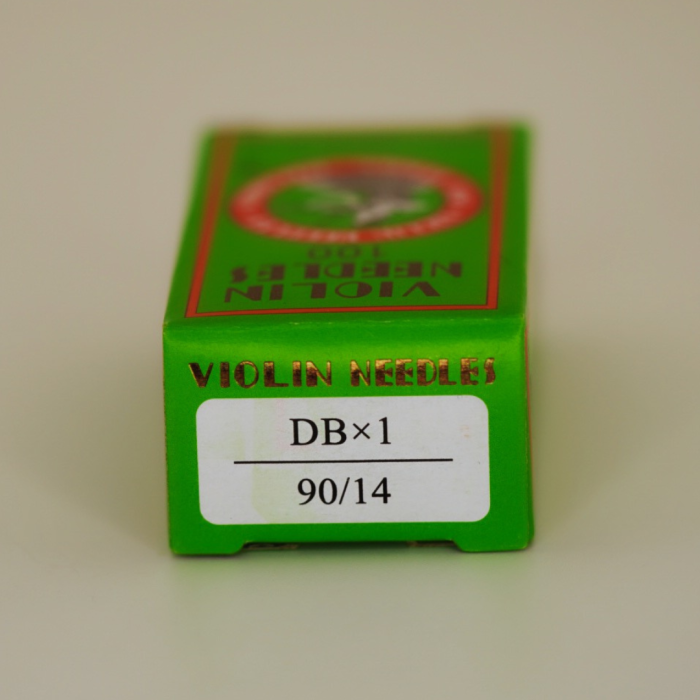 100
VIOLIN
NEEDLES
VIOLIN NEEDLES
DB×1
90/14